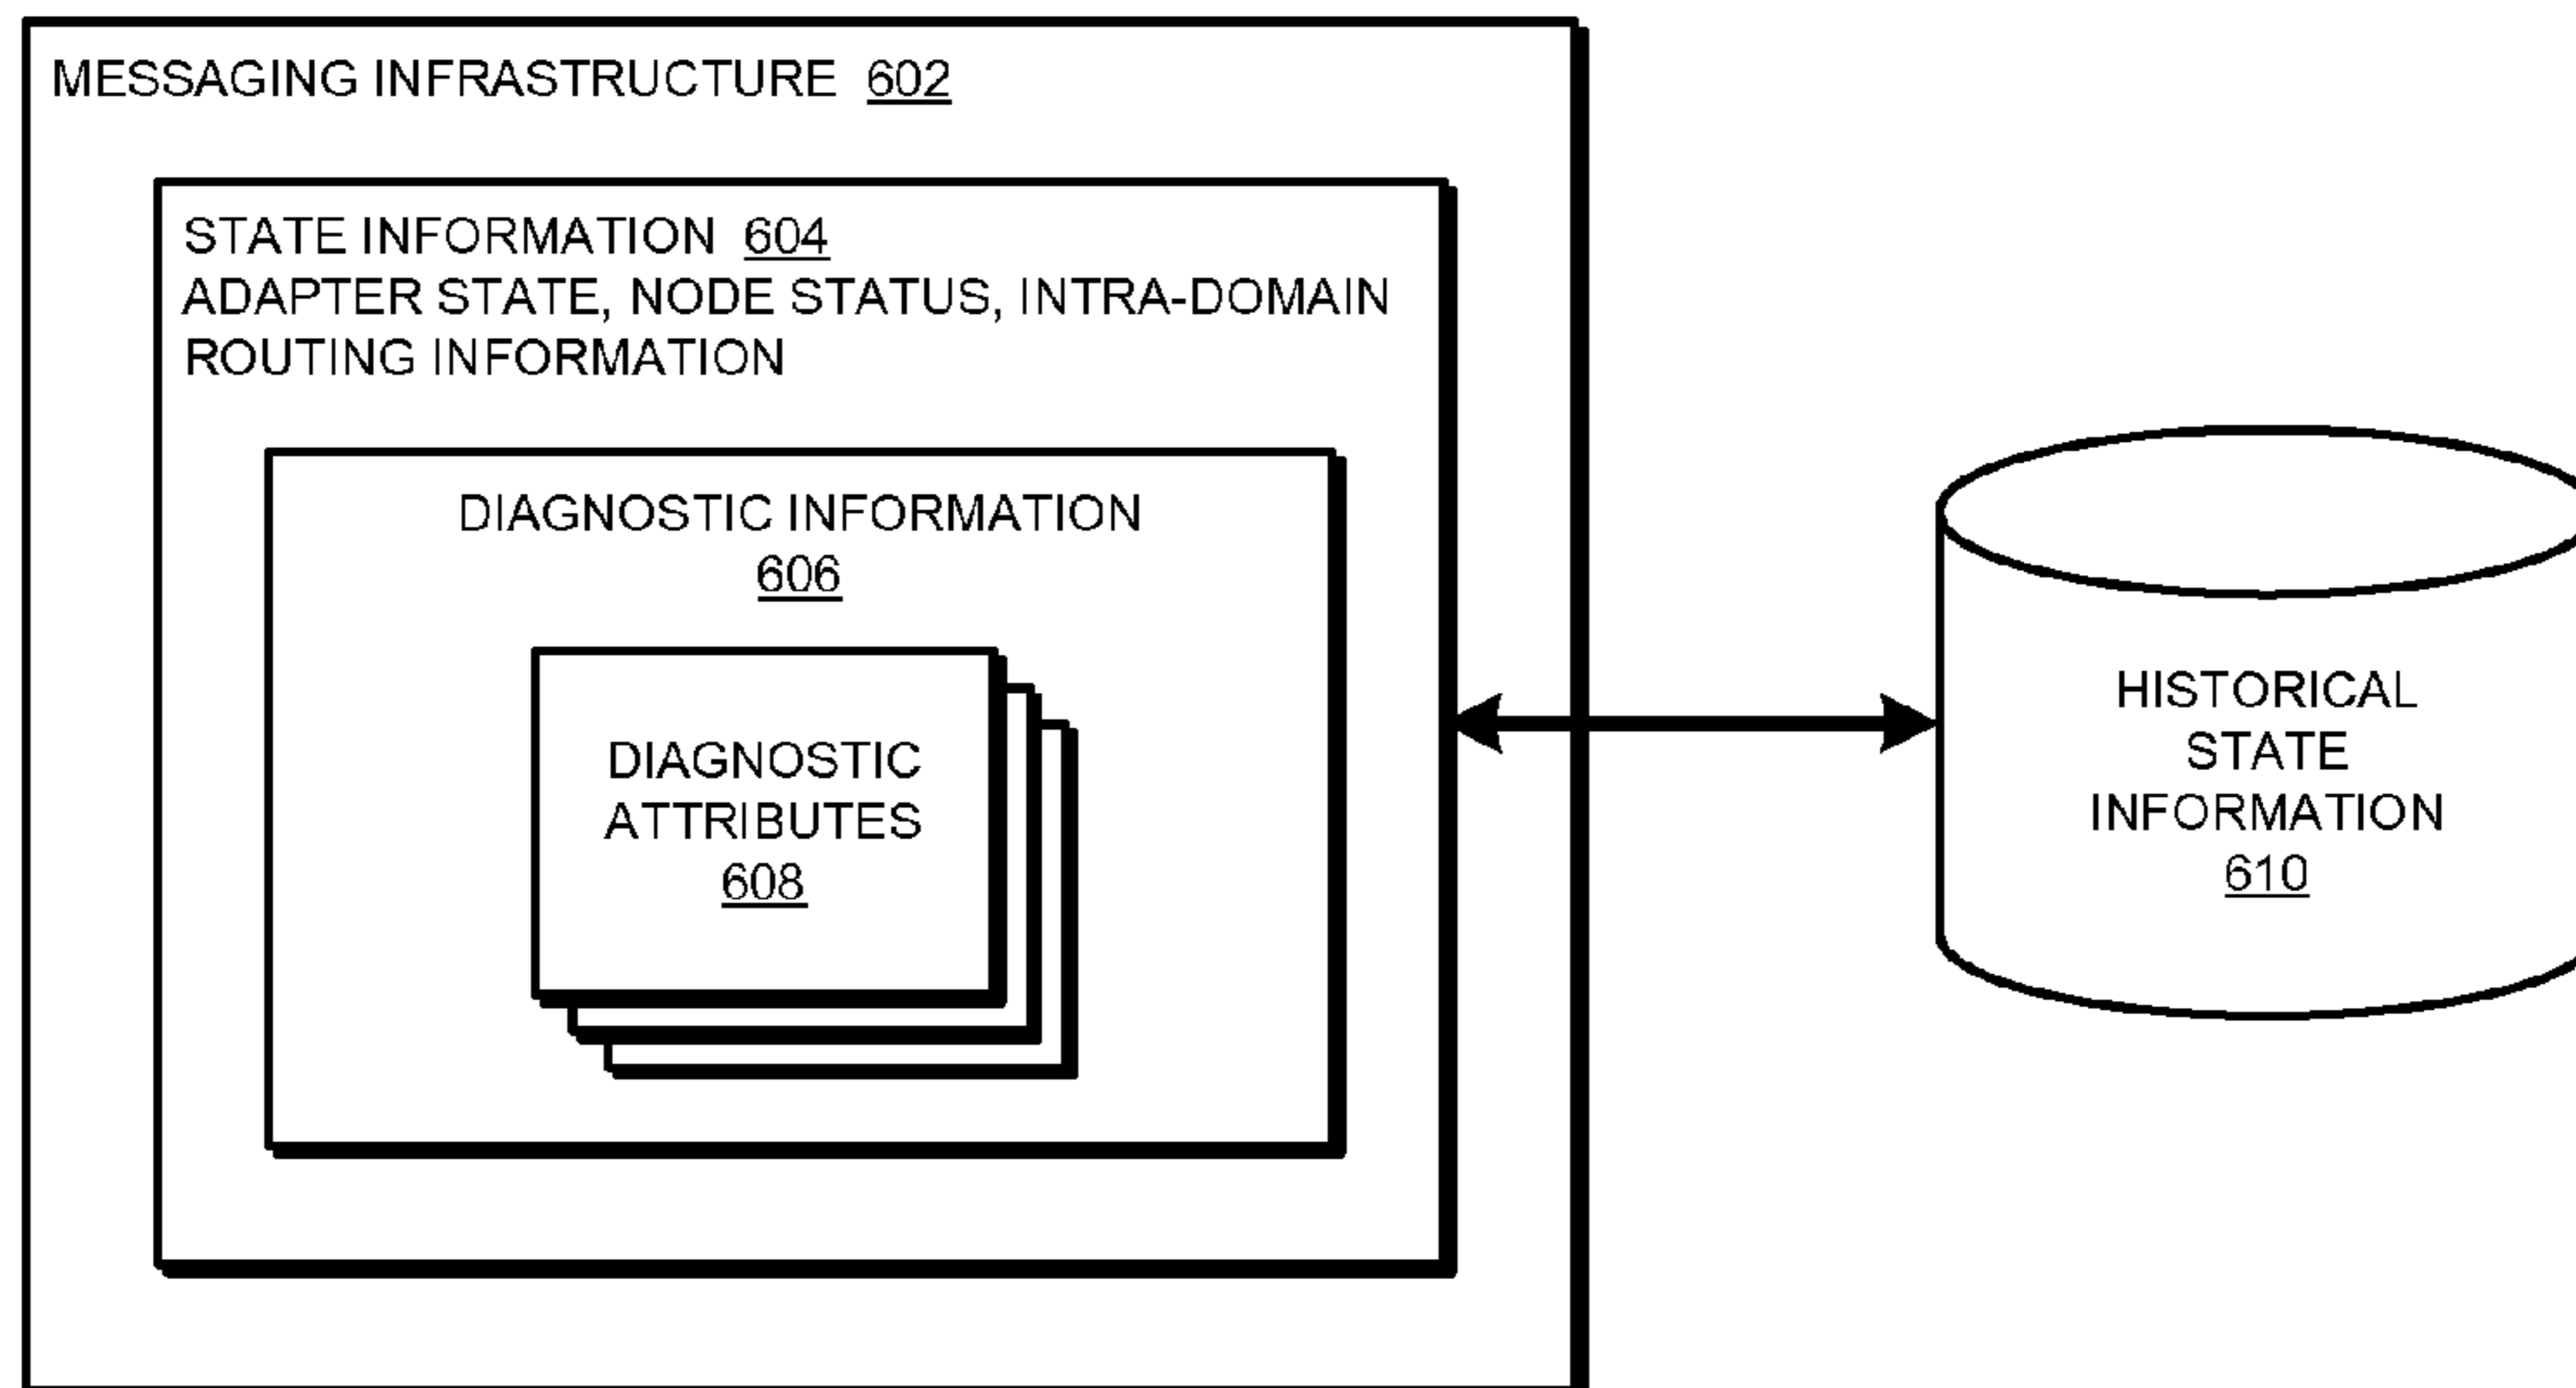 MESSAGING INFRASTRUCTURE 602
STATE INFORMATION 604
ADAPTER STATE, NODE STATUS, INTRA-DOMAIN
ROUTING INFORMATION
DIAGNOSTIC INFORMATION
606
DIAGNOSTIC
ATTRIBUTES
608
HISTORICAL
STATE
INFORMATION
610